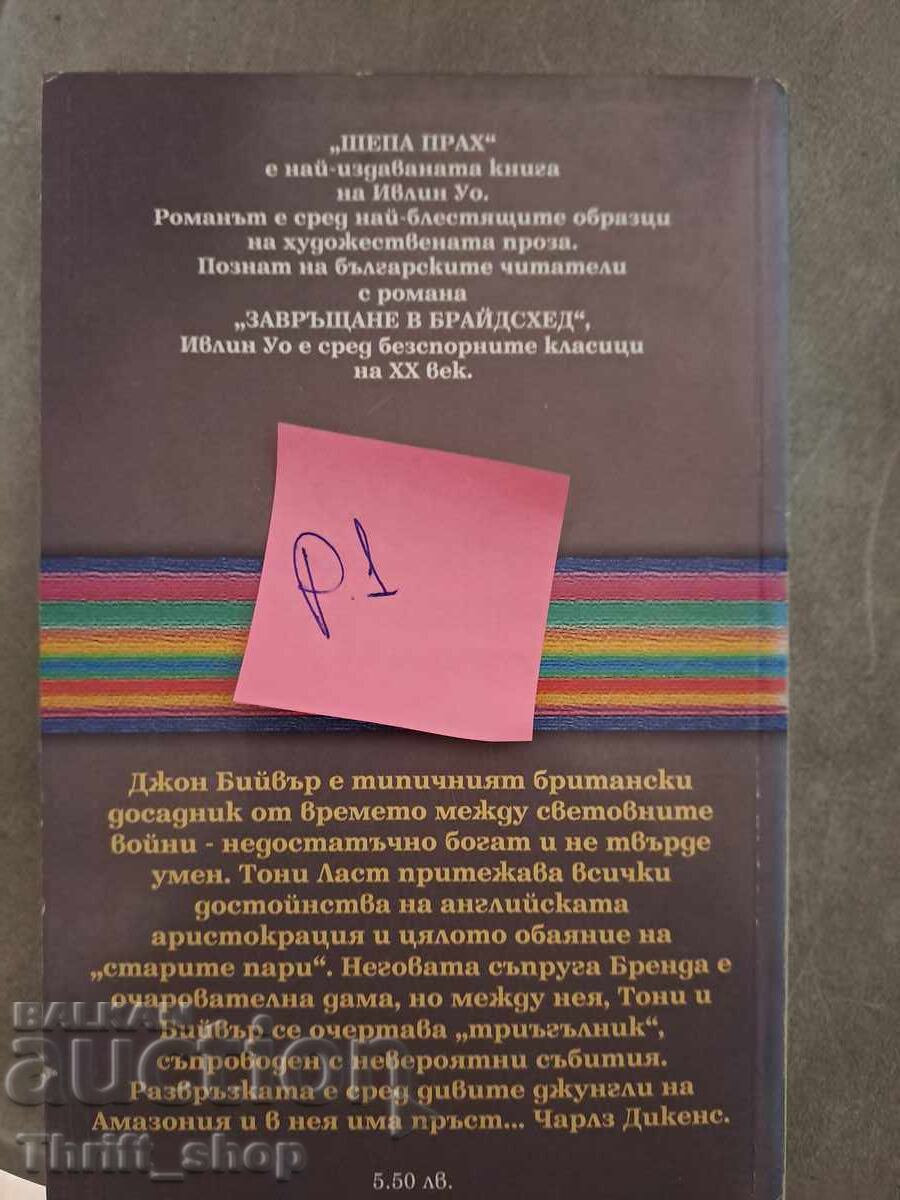 „ШЕПА ПРАХ“
е най-издаваната книга
на Ивлин Уо.
Романът е сред най-блестящите образци
на художествената проза.
Познат на българските читатели
с романа
„ЗАВРЪЩАНЕ В БРАЙДСХЕД“,
Ивлин Уо е сред безспорните класици
на XX век.
P.1
Джон Бийвър е типичният британски
досадник от времето между световните
войни - недостатъчно богат и не твърде
умен. Тони Ласт притежава всички
достойнства на английската
аристокрация и цялото обаяние на
„старите пари“. Неговата съпруга Бренда е
очарователна дама, но между нея, Тони и
Бийвър се очертава „триъгълник“,
съпроводен с невероятни събития.
Развръзката е сред дивите джунгли на
Амазония и в нея има пръст... Чарлз Дикенс.
5.50 лв.
BALKAN
auction
Thrift_shop